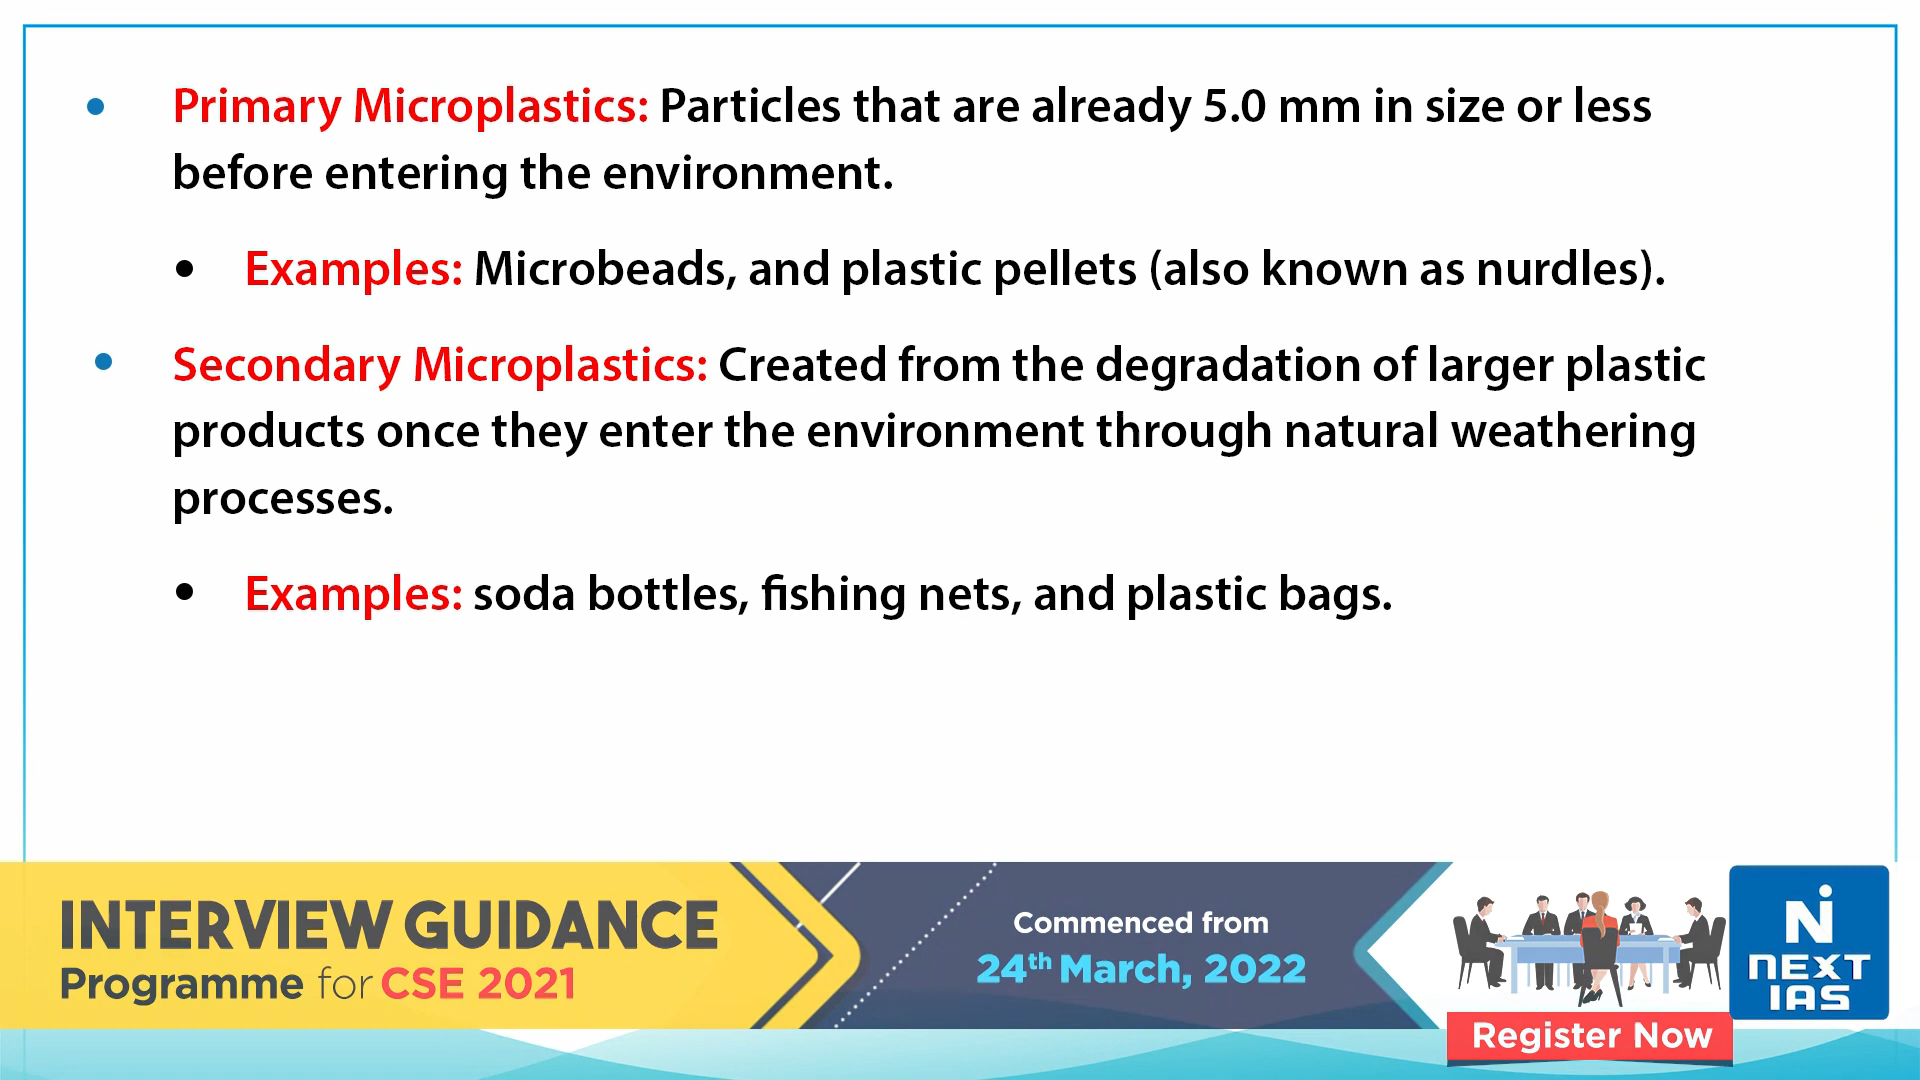 • Primary Microplastics: Particles that are already 5.0 mm in size or less
before entering the environment.
• Examples: Microbeads, and plastic pellets (also known as nurdles).
• Secondary Microplastics: Created from the degradation of larger plastic
products once they enter the environment through natural weathering
processes.
• Examples: soda bottles, fishing nets, and plastic bags.
INTERVIEW GUIDANCE
Programme for CSE 2021
Commenced from
24th March, 2022
Register Now
NEXT
IAS